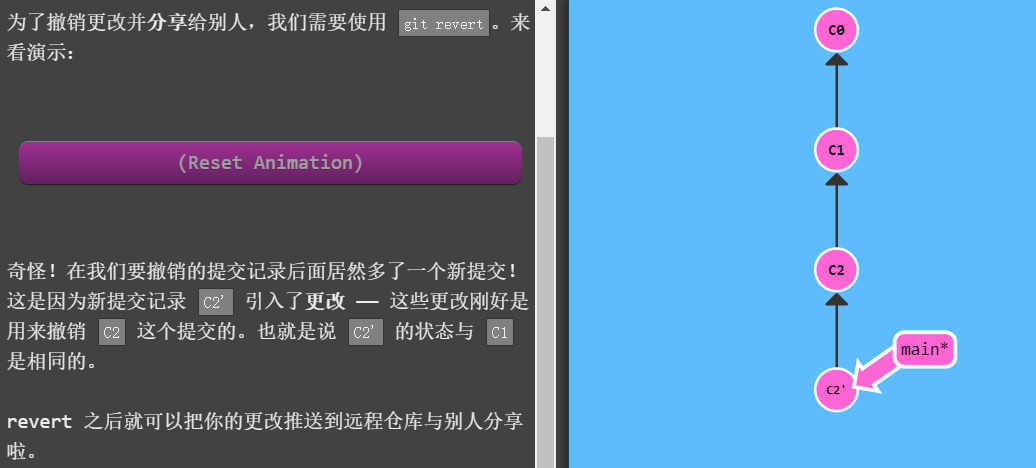 为了撤销更改并分享给别人，我们需要使用 git revert。来
看演示：
(Reset Animation)
奇怪！在我们要撤销的提交记录后面居然多了一个新提交！
这是因为新提交记录 C2' 引入了更改 —— 这些更改刚好是
用来撤销 C2 这个提交的。也就是说 C2' 的状态与 C1
是相同的。
revert 之后就可以把你的更改推送到远程仓库与别人分享
啦。
C0
C1
C2
main*
C2'